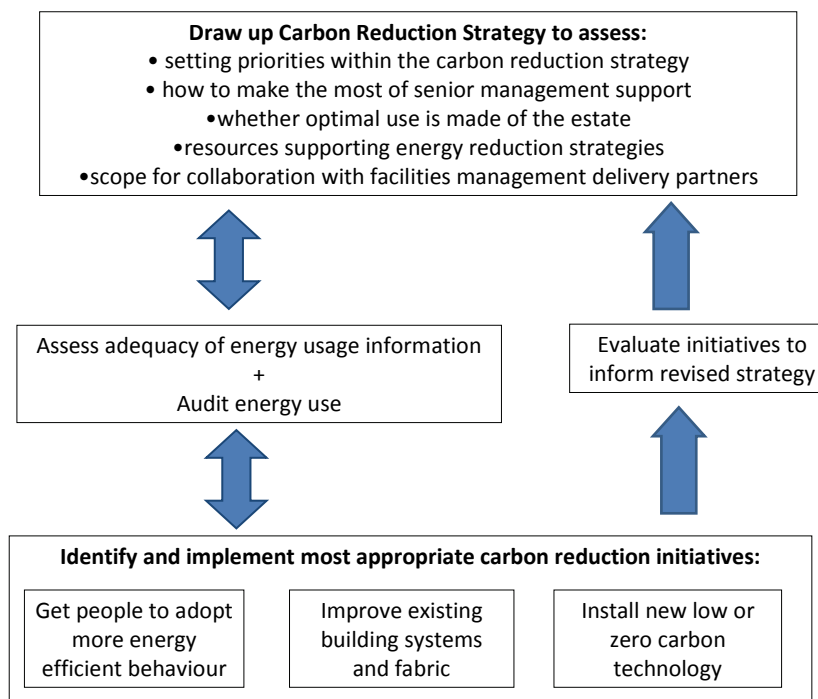 Draw up Carbon Reduction Strategy to assess:
• setting priorities within the carbon reduction strategy
• how to make the most of senior management support
•whether optimal use is made of the estate
•resources supporting energy reduction strategies
•scope for collaboration with facilities management delivery partners
Assess adequacy of energy usage information
+
Audit energy use
Evaluate initiatives to
inform revised strategy
Identify and implement most appropriate carbon reduction initiatives:
Get people to adopt
more energy
efficient behaviour
Improve existing
building systems
and fabric
Install new low or
zero carbon
technology